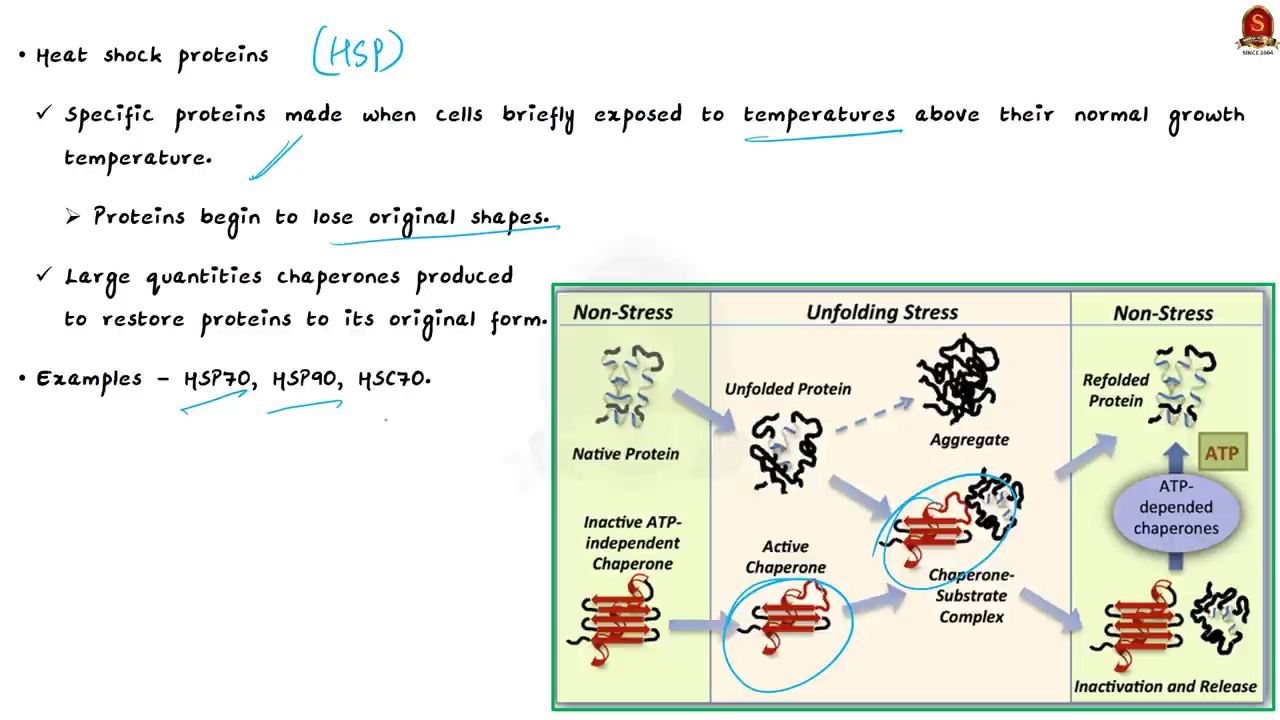 • Heat shock proteins (HSP)
✓ Specific proteins made when cells briefly exposed to temperatures above their normal growth
temperature.
➢ Proteins begin to lose original shapes.
✓ Large quantities chaperones produced
to restore proteins to its original form.
• Examples – HSP70, HSP90, HSC70.
Non-Stress
Native Protein
Inactive ATP-
independent
Chaperone
Unfolding Stress
Unfolded Protein
Aggregate
Active
Chaperone
Chaperone-
Substrate
Complex
Non-Stress
Refolded
Protein
ATP
ATP-
depended
chaperones
Inactivation and Release
S
SINCE 2004